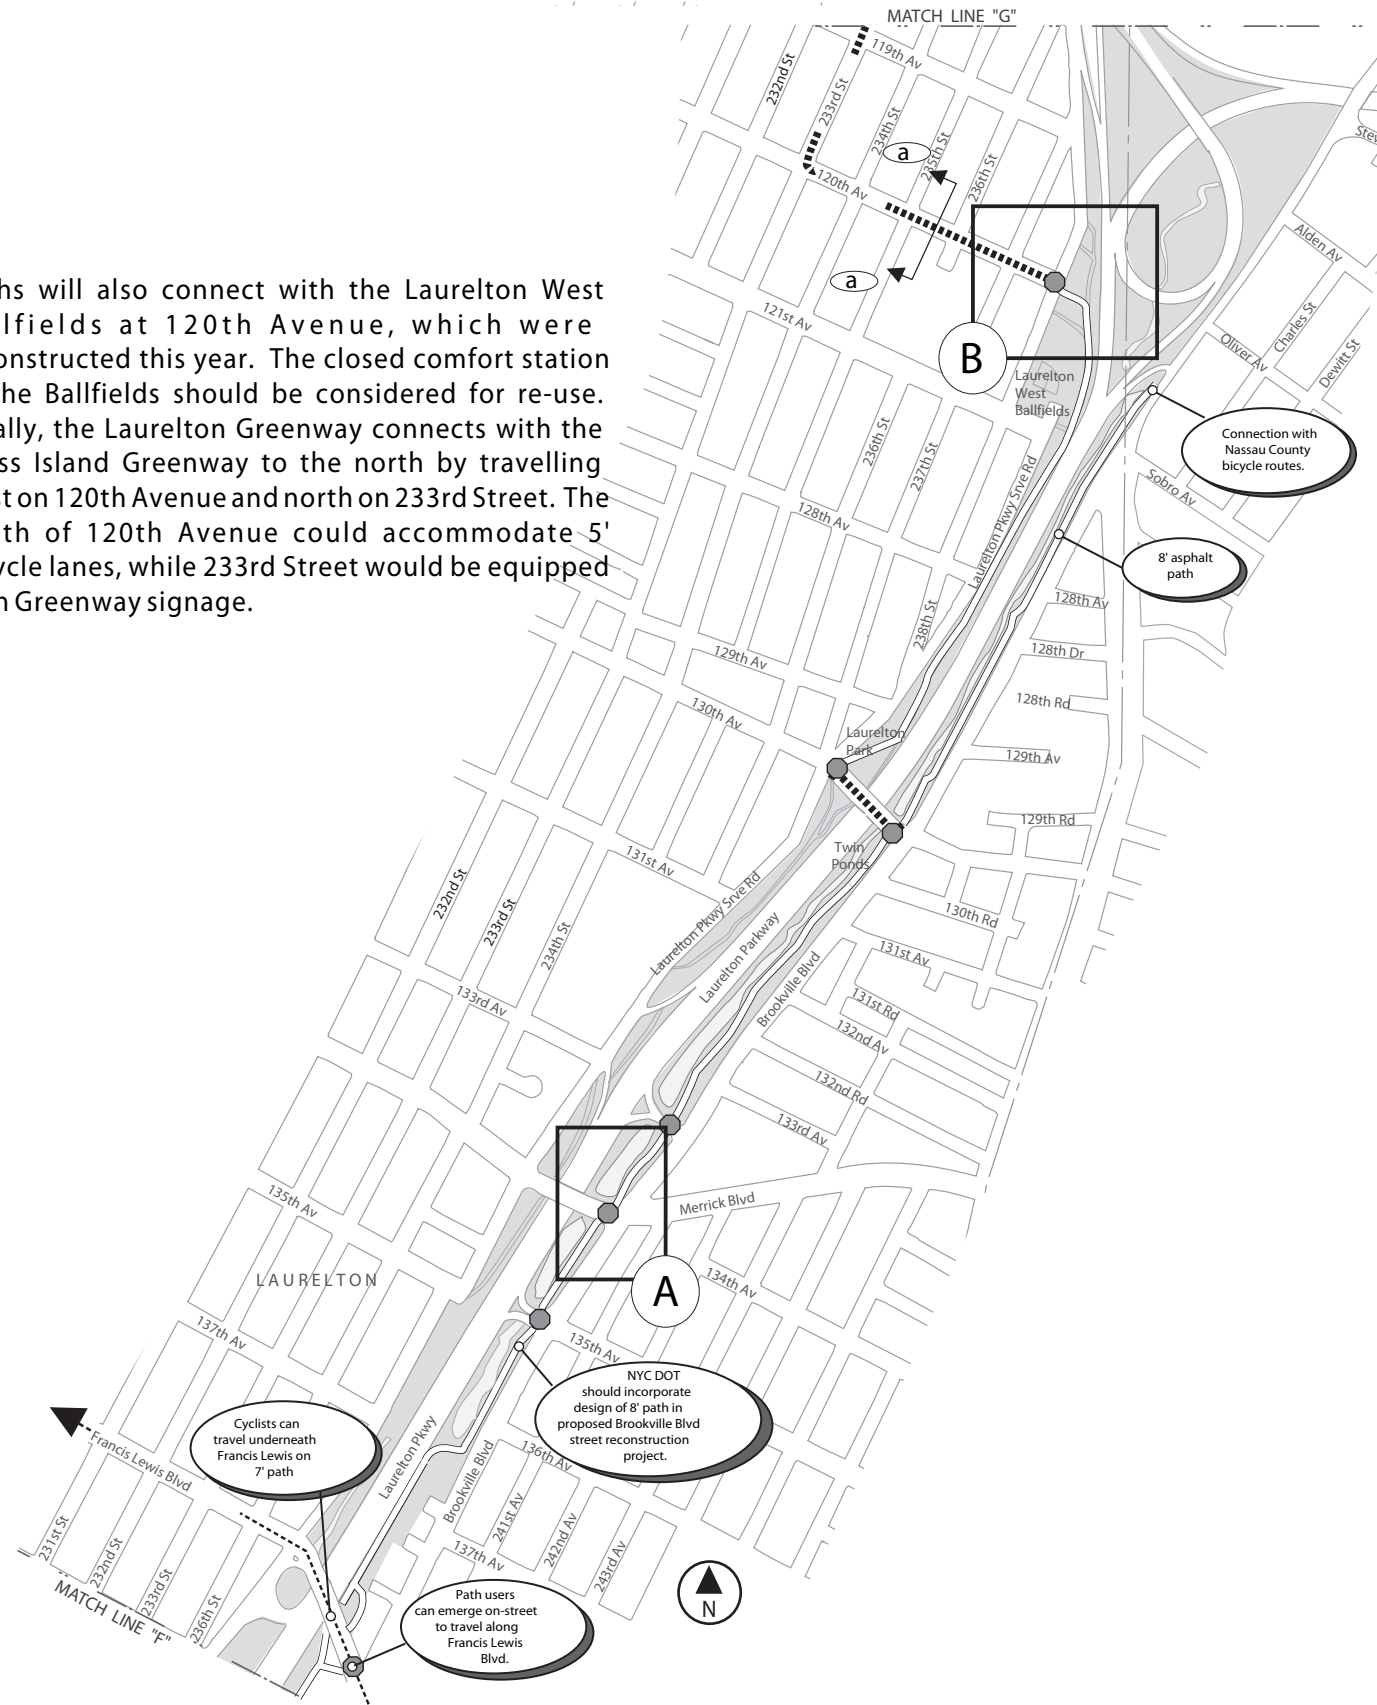 MATCH LINE "G"
119th Av
232nd St
233rd St
234th St
235th St
236th St
a
120th Av
a
Alden Av
121st Av
Charles St
Oliver Av
Dewitt St
B
Laurelton
West
Ballfields
hs will also connect with the Laurelton West
lfields at 120th Avenue, which were
onstructed this year. The closed comfort station
he Ballfields should be considered for re-use.
ally, the Laurelton Greenway connects with the
ss Island Greenway to the north by travelling
t on 120th Avenue and north on 233rd Street. The
th of 120th Avenue could accommodate 5'
ycle lanes, while 233rd Street would be equipped
h Greenway signage.
Connection with
Nassau County
bicycle routes.
236th St
237th St
Sobro Av
128th Av
Laurelton Pkwy Srve Rd
8' asphalt
path
238th St
128th Av
128th Dr
129th Av
128th Rd
130th Av
Laurelton
Park
129th Av
129th Rd
Twin
Ponds
131st Av
232nd St
233rd St
234th St
Laurelton Pkwy Srve Rd
Laurelton Parkway
Brookville Blvd
130th Rd
131st Av
131st Rd
132nd Av
133rd Av
132nd Rd
133rd Av
Merrick Blvd
135th Av
LAURELTON
A
134th Av
137th Av
135th Av
NYC DOT
should incorporate
design of 8' path in
proposed Brookville Blvd
street reconstruction
project.
Cyclists can
travel underneath
Francis Lewis on
7' path
Francis Lewis Blvd
Laurelton Pkwy
Brookville Blvd
136th Av
241st Av
242nd Av
243rd Av
137th Av
231st St
232nd St
233rd St
236th St
MATCH LINE "F"
Path users
can emerge on-street
to travel along
Francis Lewis
Blvd.
N